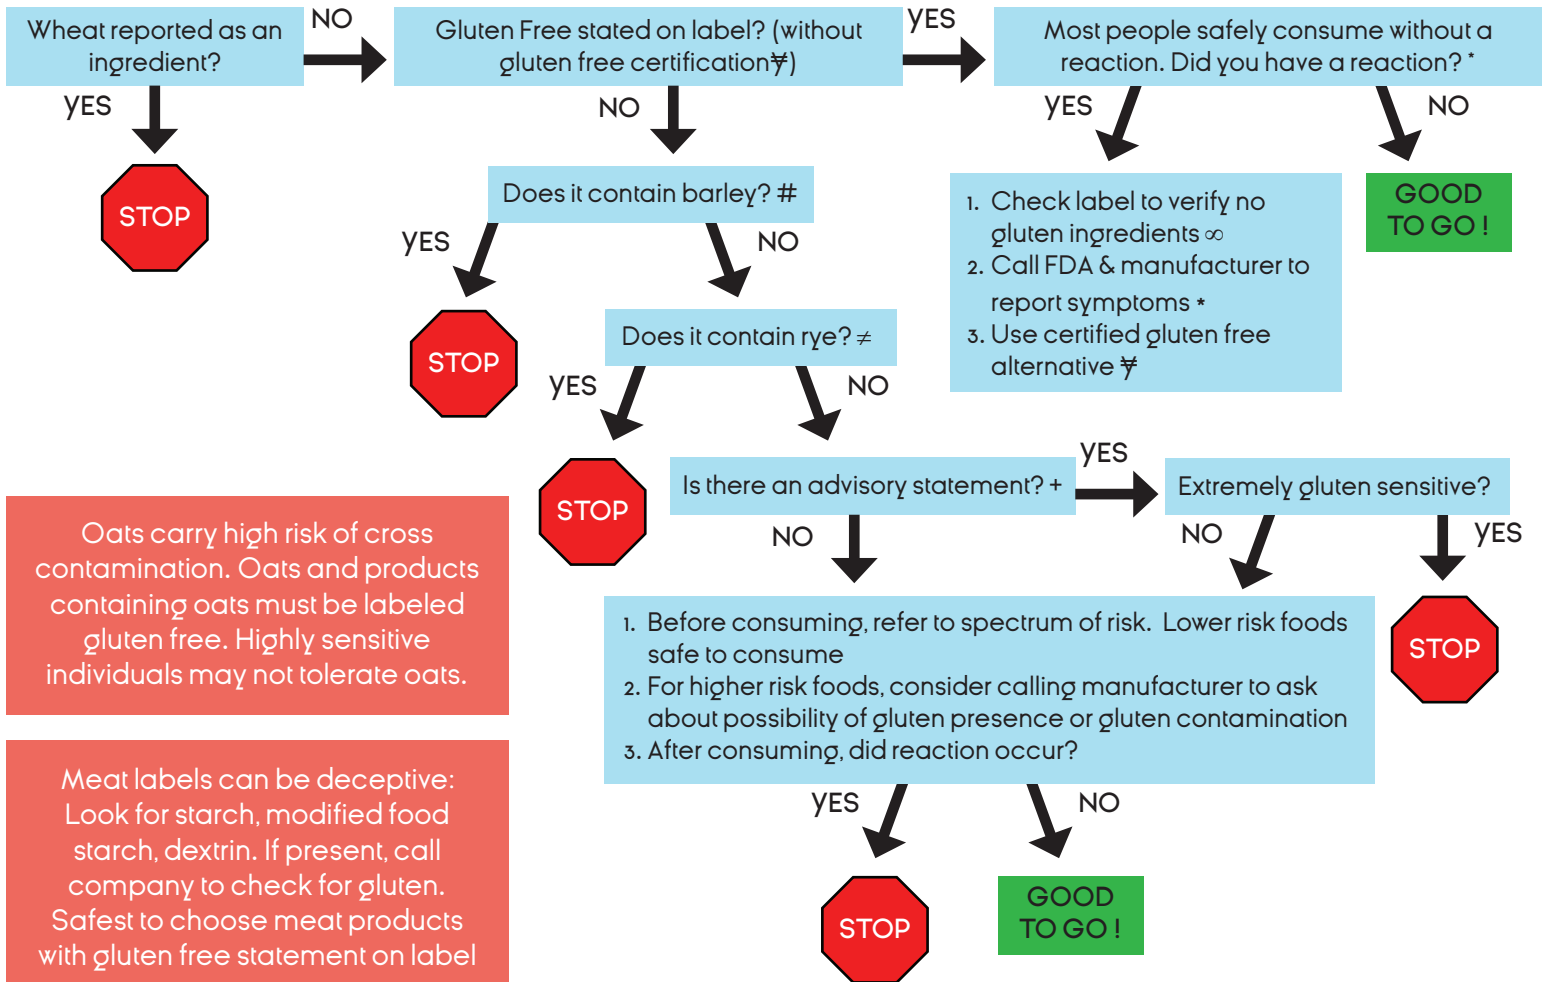 Wheat reported as an
ingredient?
NO
Gluten Free stated on label? (without
gluten free certification¥)
YES
Most people safely consume without a
reaction. Did you have a reaction? *
YES
STOP
NO
YES
NO
Does it contain barley? #
1. Check label to verify no
gluten ingredients ∞
2. Call FDA & manufacturer to
report symptoms *
3. Use certified gluten free
alternative ¥
GOOD
TO GO !
YES
NO
STOP
Does it contain rye? ≠
YES
NO
STOP
Is there an advisory statement? +
YES
Extremely gluten sensitive?
NO
NO
YES
STOP
1. Before consuming, refer to spectrum of risk. Lower risk foods
safe to consume
2. For higher risk foods, consider calling manufacturer to ask
about possibility of gluten presence or gluten contamination
3. After consuming, did reaction occur?
YES
NO
STOP
GOOD
TO GO !
Oats carry high risk of cross
contamination. Oats and products
containing oats must be labeled
gluten free. Highly sensitive
individuals may not tolerate oats.
Meat labels can be deceptive:
Look for starch, modified food
starch, dextrin. If present, call
company to check for gluten.
Safest to choose meat products
with gluten free statement on label